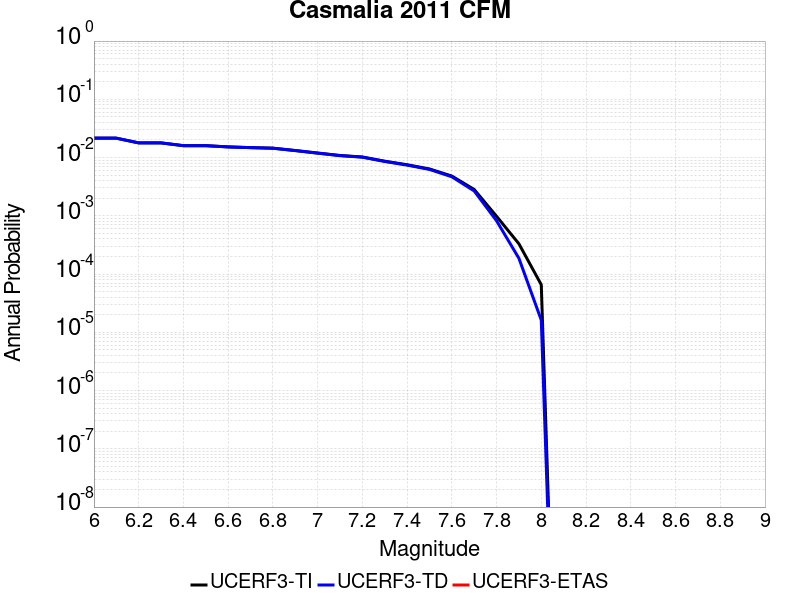 Casmalia 2011 CFM
10^0
10^-1
10^-2
10^-3
10^-4
10^-5
10^-6
10^-7
10^-8
Annual Probability
6 6.2 6.4 6.6 6.8 7 7.2 7.4 7.6 7.8 8 8.2 8.4 8.6 8.8 9
Magnitude
UCERF3-TI UCERF3-TD UCERF3-ETAS